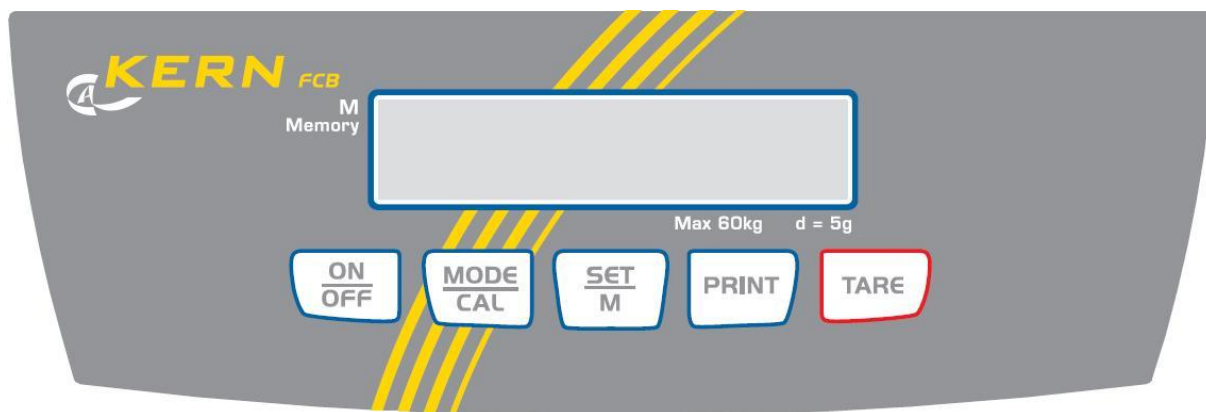 A KERN FCB
M
Memory
Max 60kg d = 5g
ON
OFF
MODE
CAL
SET
M
PRINT
TARE